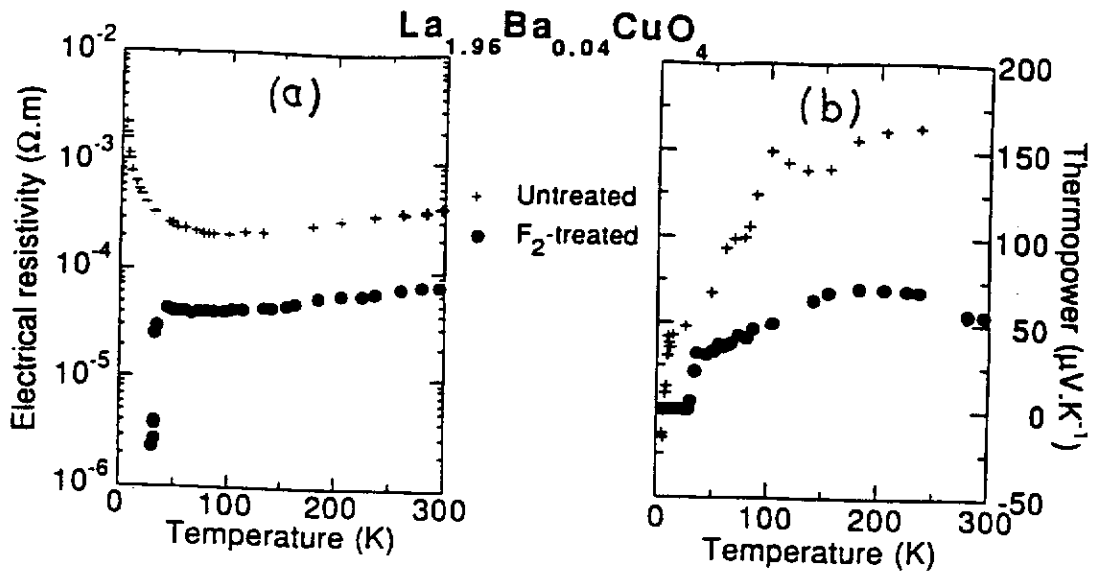 La1.96Ba0.04CuO4
(a)
(b)
Electrical resistivity (Ω.m)
10-2
10-3
10-4
10-5
10-6
0 100 200 300
Temperature (K)
+ Untreated
● F2-treated
200
150
100
50
0
-50
Thermopower (μV.K-1)
0 100 200 300
Temperature (K)